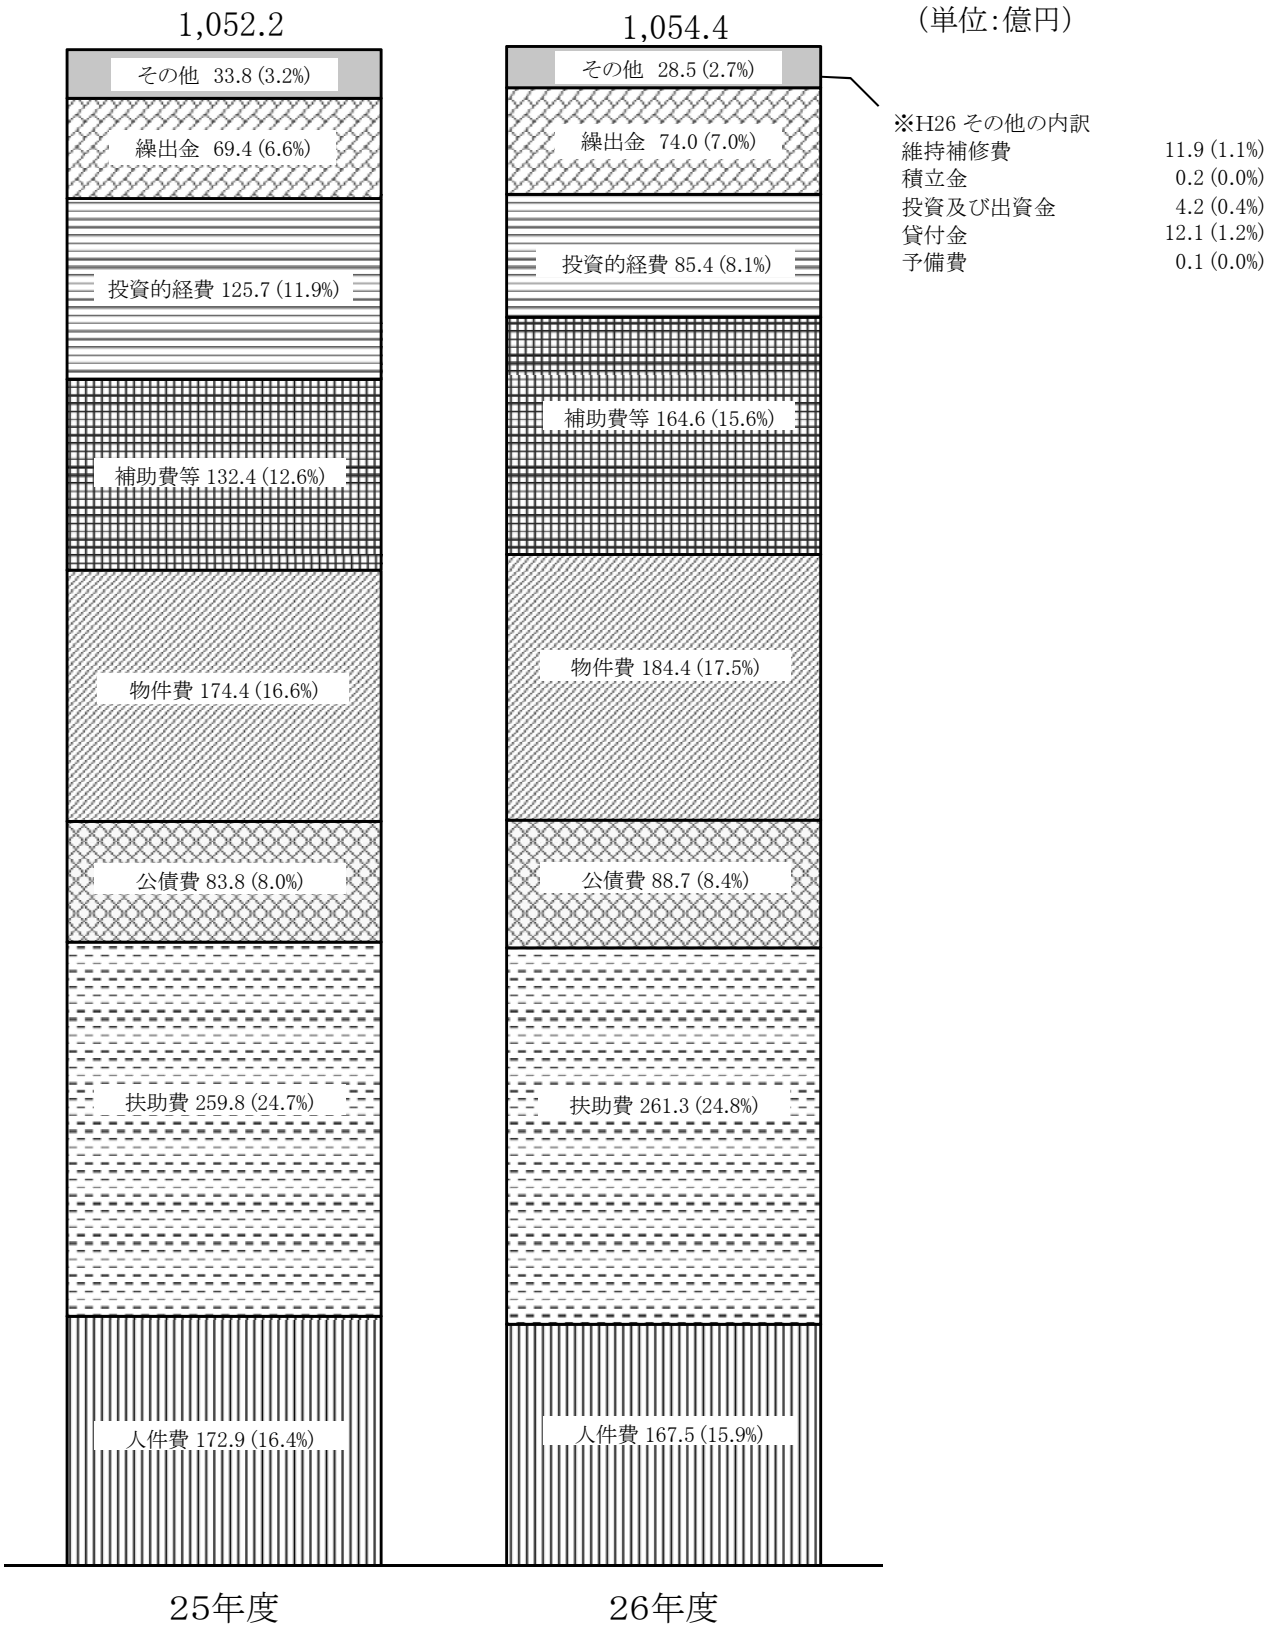 (単位:億円)
1,052.2
その他 33.8 (3.2%)
繰出金 69.4 (6.6%)
投資的経費 125.7 (11.9%)
補助費等 132.4 (12.6%)
物件費 174.4 (16.6%)
公債費 83.8 (8.0%)
扶助費 259.8 (24.7%)
人件費 172.9 (16.4%)
25年度
1,054.4
その他 28.5 (2.7%)
繰出金 74.0 (7.0%)
投資的経費 85.4 (8.1%)
補助費等 164.6 (15.6%)
物件費 184.4 (17.5%)
公債費 88.7 (8.4%)
扶助費 261.3 (24.8%)
人件費 167.5 (15.9%)
26年度
※H26 その他の内訳
維持補修費 11.9 (1.1%)
積立金 0.2 (0.0%)
投資及び出資金 4.2 (0.4%)
貸付金 12.1 (1.2%)
予備費 0.1 (0.0%)